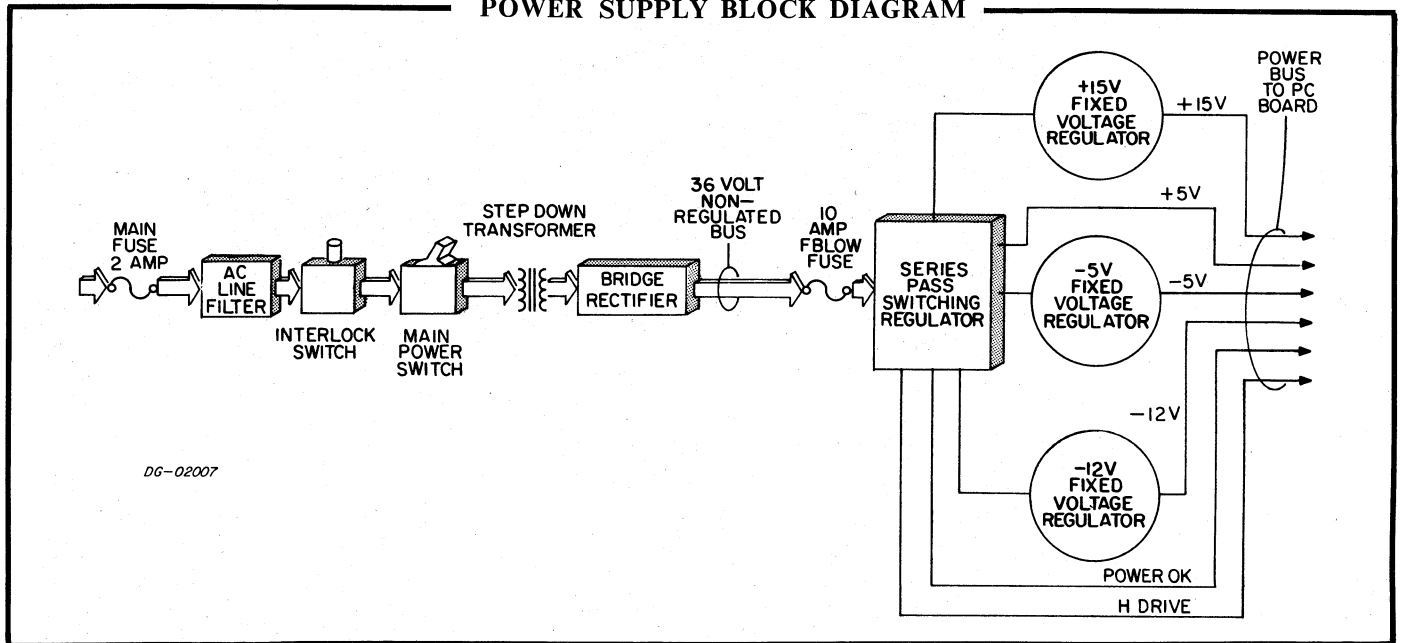 POWER SUPPLY BLOCK DIAGRAM
MAIN
FUSE
2 AMP
AC
LINE
FILTER
INTERLOCK
SWITCH
MAIN
POWER
SWITCH
STEP DOWN
TRANSFORMER
BRIDGE
RECTIFIER
36 VOLT
NON-
REGULATED
BUS
10
AMP
FBLOW
FUSE
SERIES
PASS
SWITCHING
REGULATOR
+15V
FIXED
VOLTAGE
REGULATOR
+15V
POWER
BUS
TO PC
BOARD
+5V
-5V
FIXED
VOLTAGE
REGULATOR
-5V
-12V
-12V
FIXED
VOLTAGE
REGULATOR
POWER OK
H DRIVE
DG-02007